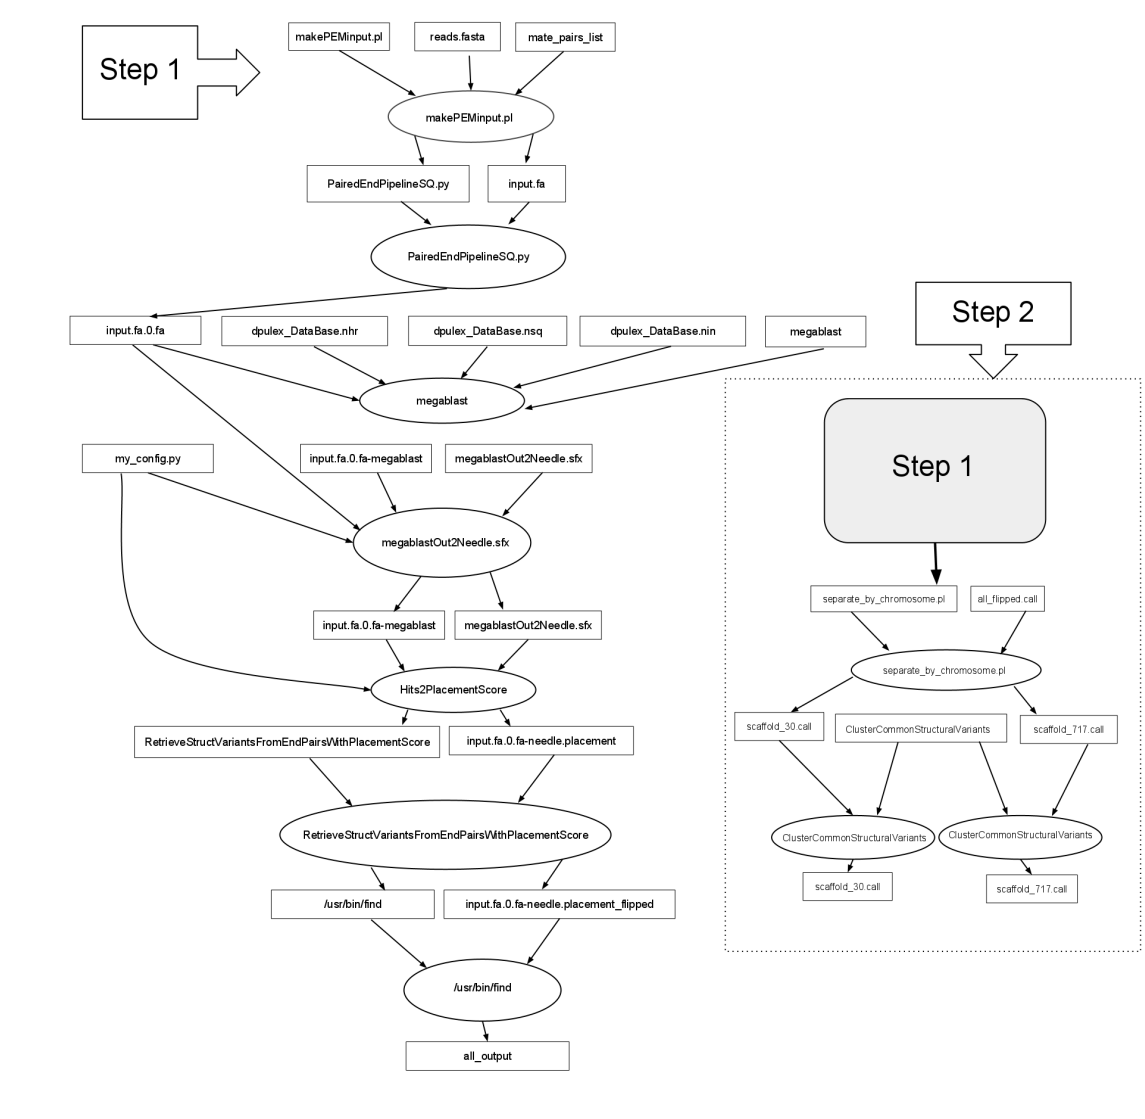 Step 1
makePEMinput.pl
reads.fasta
mate_pairs_list
makePEMinput.pl
PairedEndPipelineSQ.py
input.fa
PairedEndPipelineSQ.py
input.fa.0.fa
dpulex_DataBase.nhr
dpulex_DataBase.nsq
dpulex_DataBase.nin
megablast
megablast
my_config.py
input.fa.0.fa-megablast
megablastOut2Needle.sfx
megablastOut2Needle.sfx
input.fa.0.fa-megablast
megablastOut2Needle.sfx
Hits2PlacementScore
RetrieveStructVariantsFromEndPairsWithPlacementScore
input.fa.0.fa-needle.placement
RetrieveStructVariantsFromEndPairsWithPlacementScore
/usr/bin/find
input.fa.0.fa-needle.placement_flipped
/usr/bin/find
all_output
Step 2
Step 1
separate_by_chromosome.pl
all_flipped.call
separate_by_chromosome.pl
scaffold_30.call
ClusterCommonStructuralVariants
scaffold_717.call
ClusterCommonStructuralVariants
ClusterCommonStructuralVariants
scaffold_30.call
scaffold_717.call